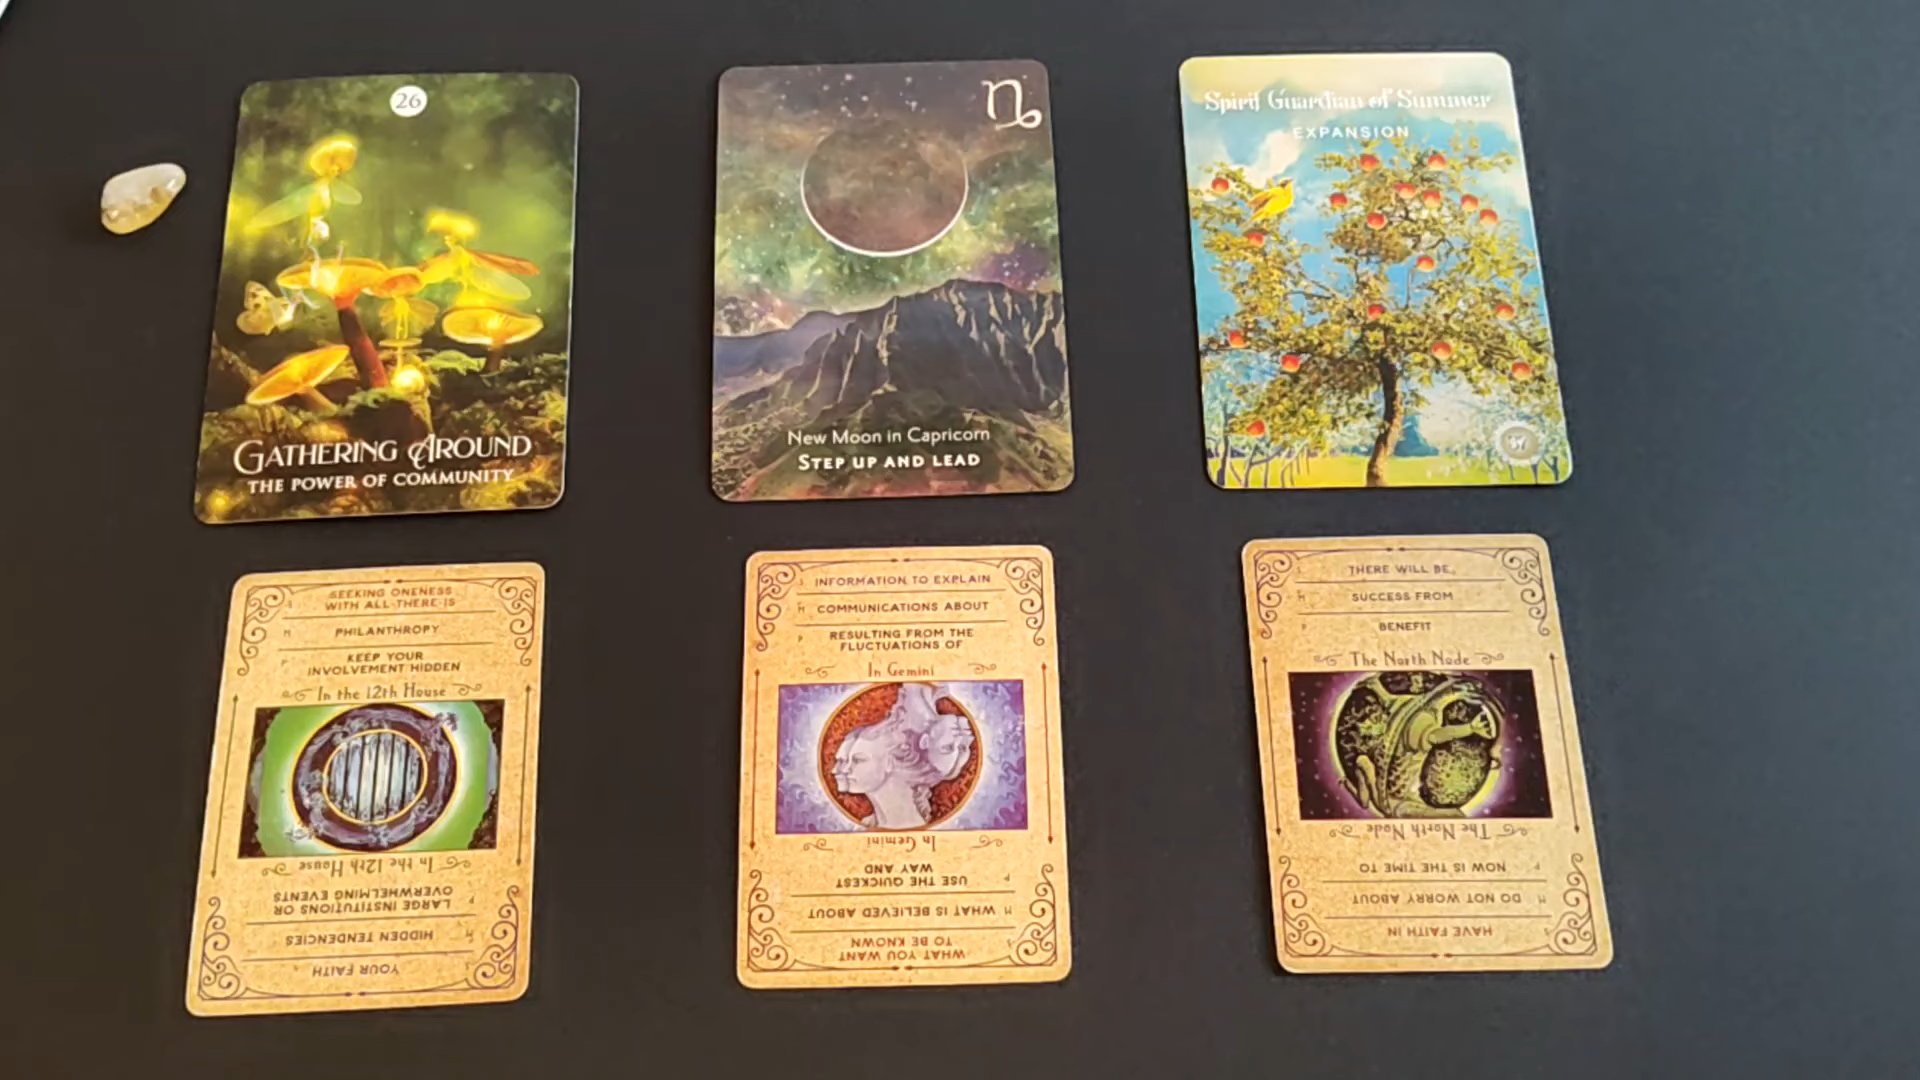 26
GATHERING AROUND
THE POWER OF COMMUNITY
New Moon in Capricorn
STEP UP AND LEAD
Spirit Guardian of Summer
EXPANSION
SEEKING ONENESS
WITH ALL-THERE-IS
M PHILANTHROPY
KEEP YOUR
INVOLVEMENT HIDDEN
In the 12th House
In the 12th House
LARGE INSTITUTIONS OR
OVERWHELMING EVENTS
HIDDEN TENDENCIES
YOUR FAITH
INFORMATION TO EXPLAIN
M COMMUNICATIONS ABOUT
P RESULTING FROM THE
FLUCTUATIONS OF
In Gemini
In Gemini
P USE THE QUICKEST
WAY AND
M WHAT IS BELIEVED ABOUT
S WHAT YOU WANT
TO BE KNOWN
THERE WILL BE
M SUCCESS FROM
P BENEFIT
The North Node
The North Node
P NOW IS THE TIME TO
M DO NOT WORRY ABOUT
S HAVE FAITH IN